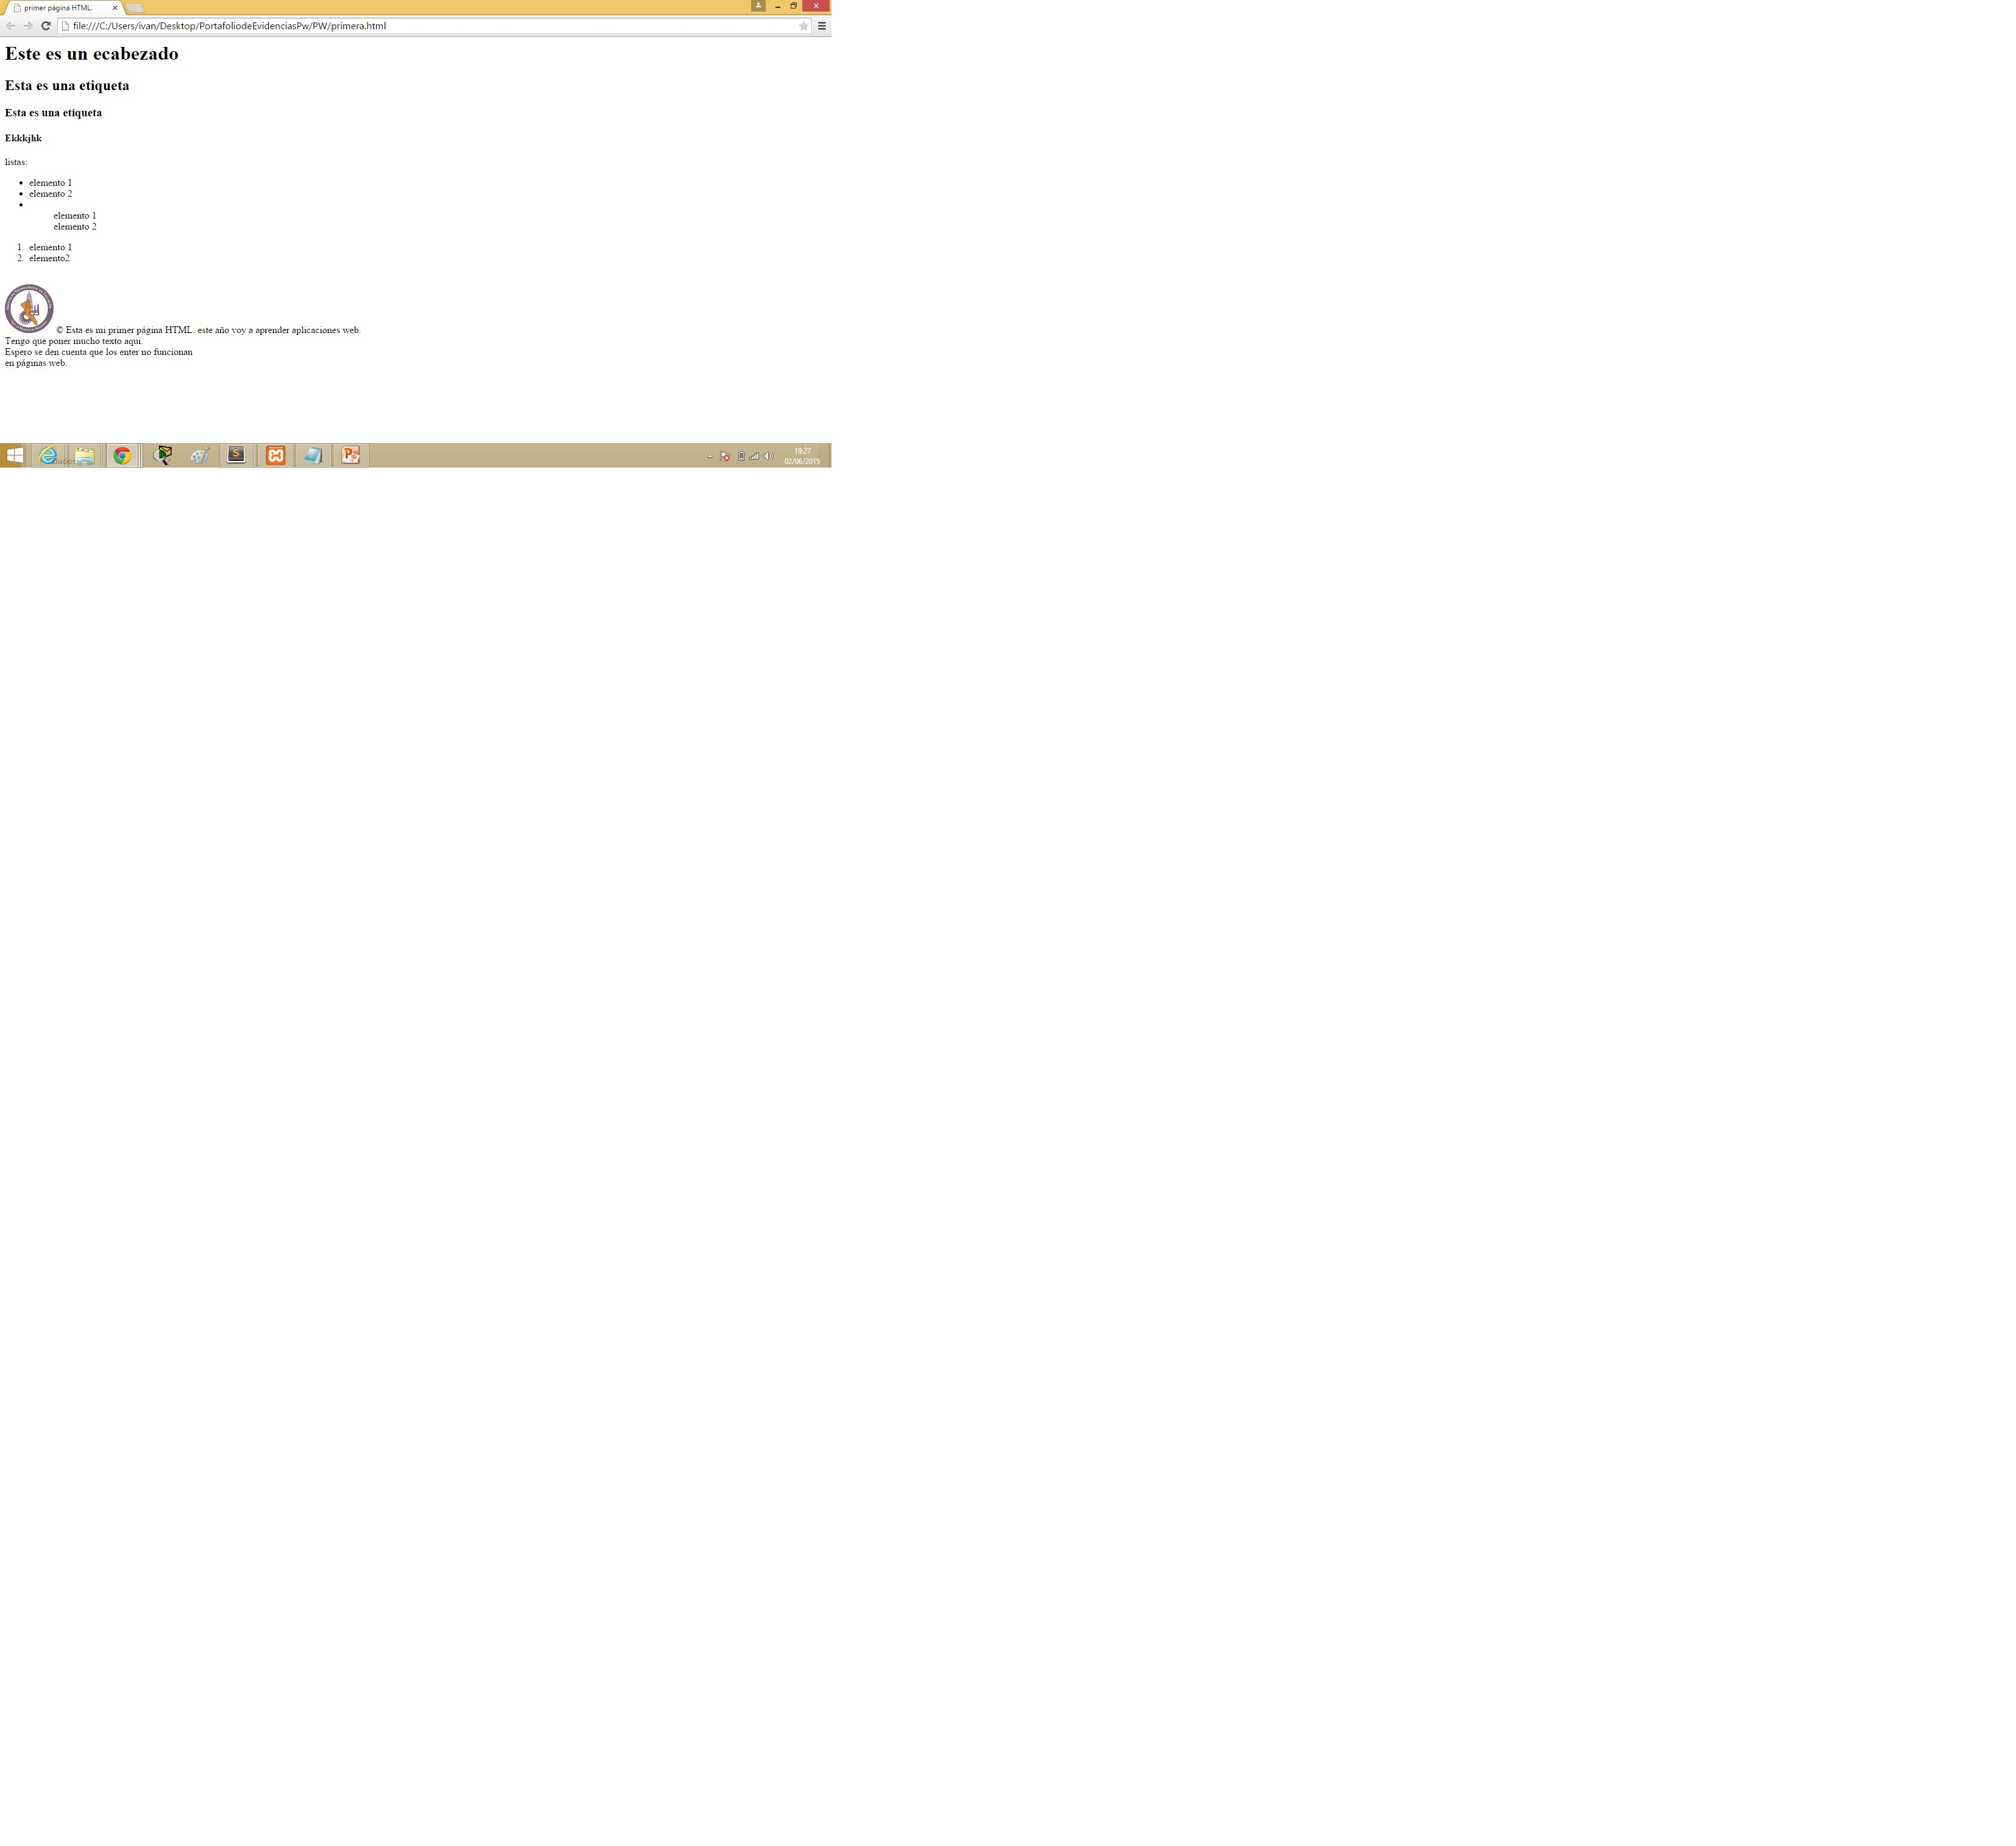 primer página HTML.
file:///C:/Users/ivan/Desktop/PortafoliodeEvidenciasPw/PW/primera.html
Este es un ecabezado
Esta es una etiqueta
Esta es una etiqueta
Ekkkjhk
listas:
elemento 1
elemento 2
elemento 1
elemento 2
1. elemento 1
2. elemento2
© Esta es mi primer página HTML. este año voy a aprender aplicaciones web.
Tengo que poner mucho texto aqui.
Espero se den cuenta que los enter no funcionan
en páginas web.
19:27
02/06/2015